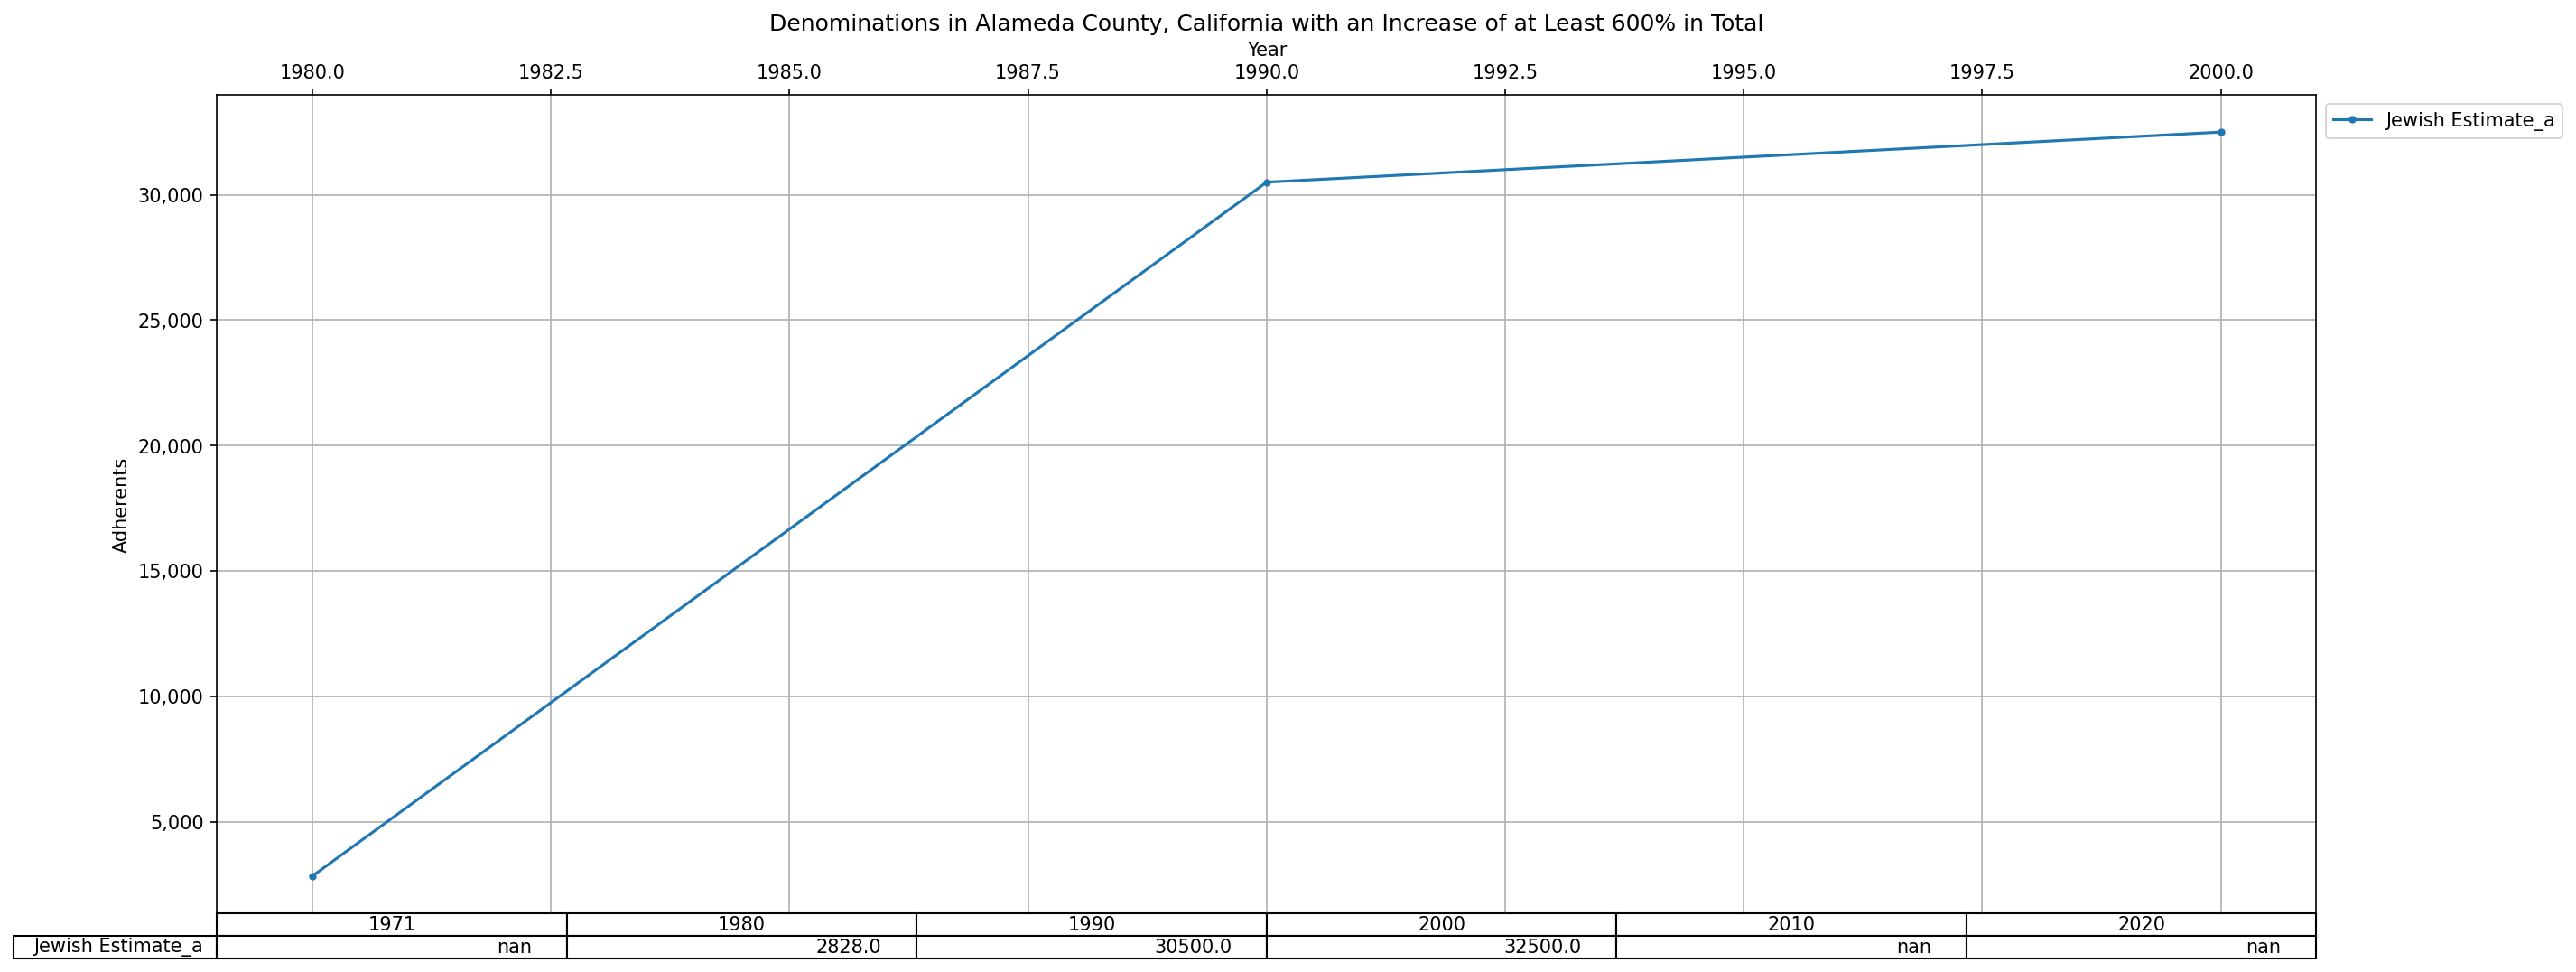 Denominations in Alameda County, California with an Increase of at Least 600% in Total
Year
1980.0 1982.5 1985.0 1987.5 1990.0 1992.5 1995.0 1997.5 2000.0
Jewish Estimate_a
Adherents
30,000
25,000
20,000
15,000
10,000
5,000
1971 1980 1990 2000 2010 2020
Jewish Estimate_a nan 2828.0 30500.0 32500.0 nan nan